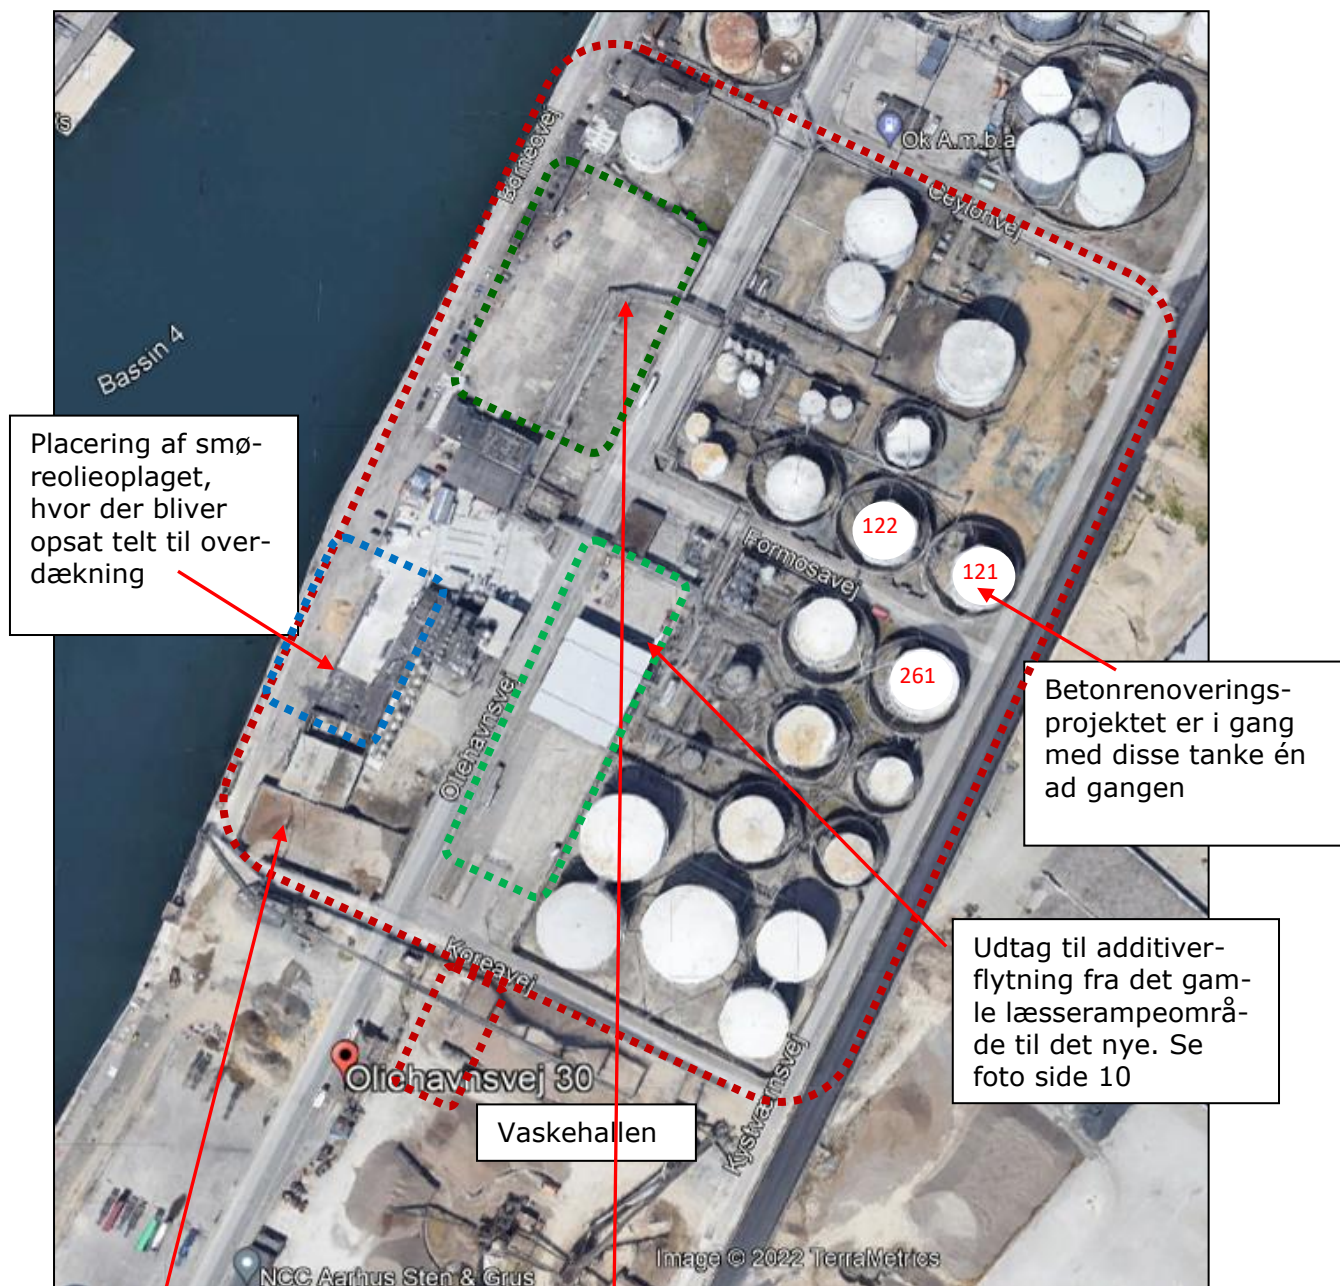 's
Ok A.m.b.a
Borneovej
Ceylonvej
Bassin 4
Placering af smø-
reolieoplaget,
hvor der bliver
opsat telt til over-
dækning
122
Formosavej
121
261
Betonrenoverings-
projektet er i gang
med disse tanke én
ad gangen
Oliehavnsvej
Udtag til additiver-
flytning fra det gam-
le læsserampeområ-
de til det nye. Se
foto side 10
Koreavej
Oliehavnsvej 30
Vaskehallen
Kystværnsvej
Image © 2022 TerraMetrics
NCC Aarhus Sten & Grus